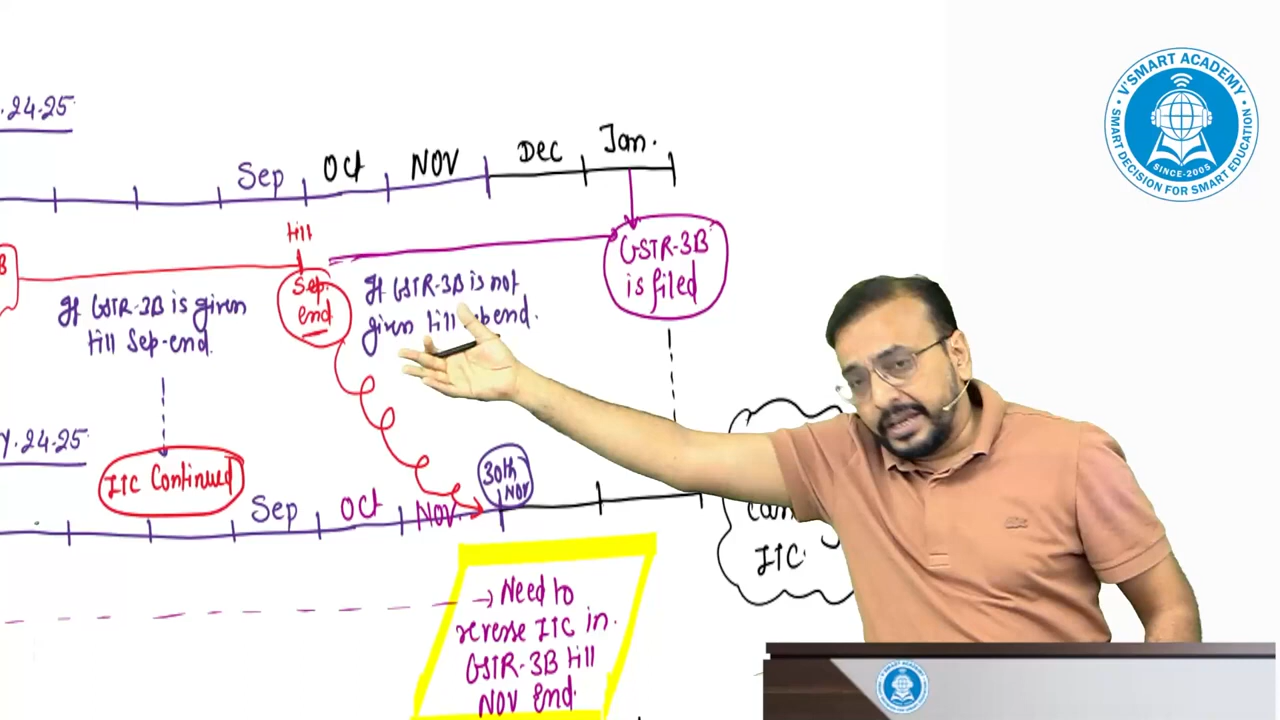 .24-25
Sep Oct NOV Dec Jan.
till
Sep.
end
If GSTR-3B is given
till Sep-end.
If GSTR-3B is not
given till end.
GSTR-3B
is filed
Y.24-25
ITC Continued
Sep Oct NOV.
30th
NOV
ITC.
→ Need to
reverse ITC in.
GSTR-3B till
NOV end.
V'SMART ACADEMY
SINCE-2005
SMART DECISION FOR SMART EDUCATION